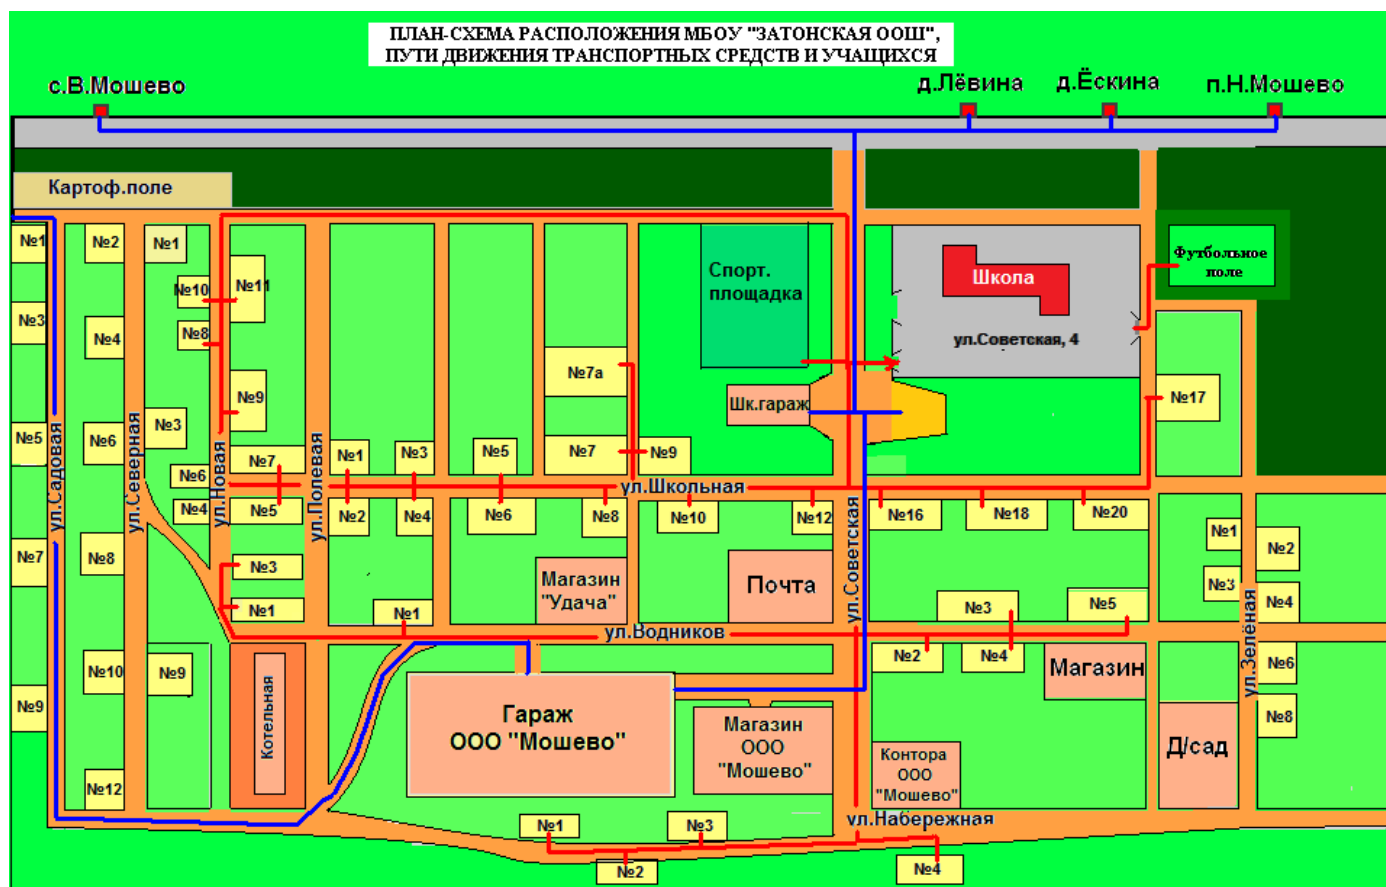 ПЛАН-СХЕМА РАСПОЛОЖЕНИЯ МБОУ "ЗАТОНСКАЯ ООШ",
ПУТИ ДВИЖЕНИЯ ТРАНСПОРТНЫХ СРЕДСТВ И УЧАЩИХСЯ
с.В.Мошево
д.Лёвина
д.Ёскина
п.Н.Мошево
Картоф.поле
№1
№2
№1
№10
№11
№3
№4
№8
Спорт.
площадка
Школа
ул.Советская, 4
Футбольное
поле
№7а
№9
Шк.гараж
№17
№5
№6
№3
№7
№6
№4
№5
№1
№3
№5
№7
№9
ул.Садовая
ул.Северная
ул.Новая
ул.Полевая
ул.Школьная
№2
№4
№6
№8
№10
№12
№16
№18
№20
№1
№2
№7
№8
№3
№1
Магазин
"Удача"
Почта
ул.Советская
№3
№5
№3
№4
ул.Зелёная
№1
ул.Водников
№2
№4
Магазин
№6
№8
№10
№9
№9
№12
Котельная
Гараж
ООО "Мошево"
Магазин
ООО
"Мошево"
Контора
ООО
"Мошево"
Д/сад
ул.Набережная
№1
№3
№2
№4